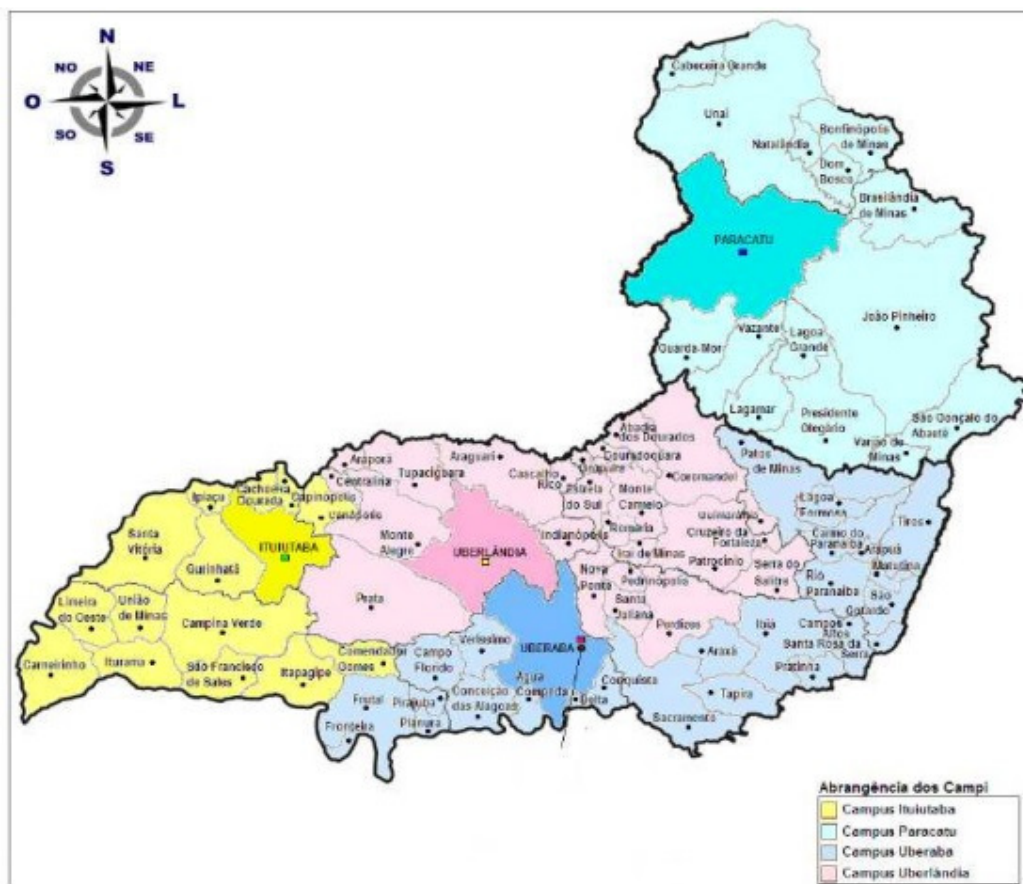 N
NO
NE
O
L
SO
SE
S
Cabeceira Grande
Unaí
Natalândia
Bonfinópolis
de Minas
Dom
Bosco
Brasilândia
de Minas
PARACATU
João Pinheiro
Vazante
Lagoa
Grande
Guarda-Mor
Lagamar
Presidente
Olegário
São Gonçalo do
Abaeté
Varjão de
Minas
Abadia
dos Dourados
Douradoquara
Grupiara
Patos
de Minas
Araguari
Araporã
Tupaciguara
Cascalho
Rico
Coromandel
Centralina
Estrela
do Sul
Monte
Carmelo
Cachoeira
Dourada
Capinópolis
Ipiaçu
Canápolis
Lagoa
Formosa
Guimarânia
Tiros
Santa
Vitória
Monte
Alegre
Romaria
Indianópolis
Cruzeiro da
Fortaleza
Carmo do
Paranaíba
Arapuá
ITUIUTABA
UBERLÂNDIA
Iraí de Minas
Patrocínio
Serra do
Salitre
Matutina
Gurinhatã
Nova
Ponte
Pedrinópolis
Rio
Paranaíba
São
Gotardo
Limeira
do Oeste
União
de Minas
Prata
Santa
Juliana
Campina Verde
Perdizes
Ibiá
Campos
Altos
Santa Rosa da
Serra
Veríssimo
UBERABA
Araxá
Pratinha
Carneirinho
Iturama
São Francisco
de Sales
Itapagipe
Comendador
Gomes
Campo
Florido
Conquista
Tapira
Água
Comprida
Delta
Conceição
das Alagoas
Frutal
Pirajuba
Planura
Fronteira
Sacramento
Abrangência dos Campi
Campus Ituiutaba
Campus Paracatu
Campus Uberaba
Campus Uberlândia